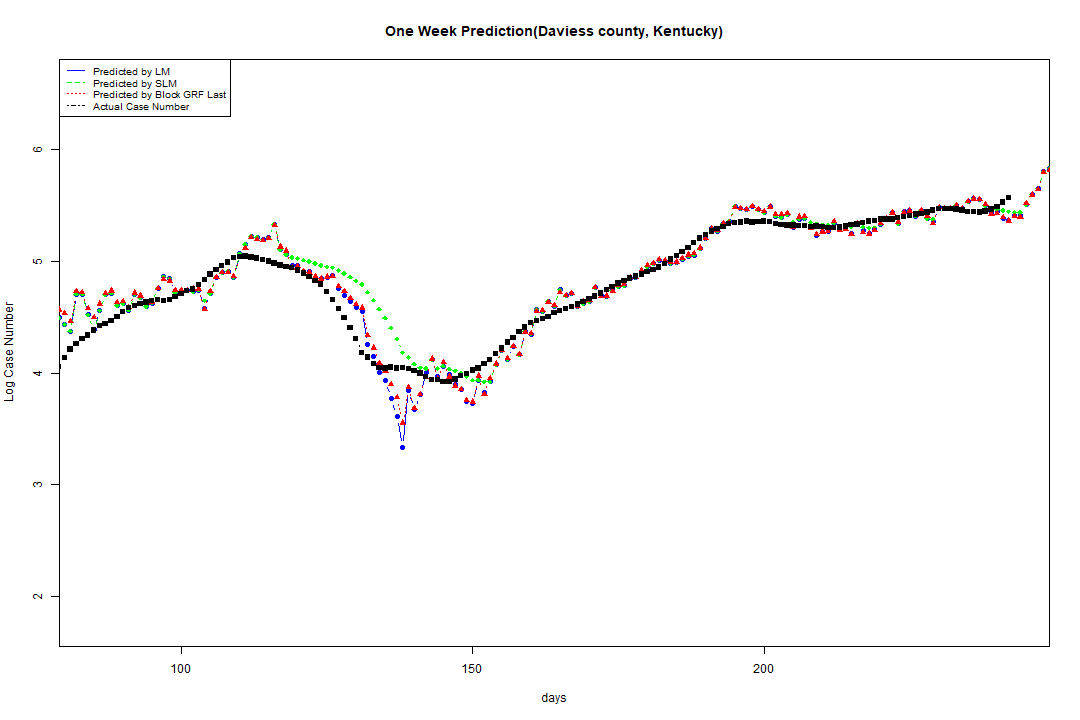 One Week Prediction(Daviess county, Kentucky)
Predicted by LM
Predicted by SLM
Predicted by Block GRF Last
Actual Case Number
6
5
4
3
2
Log Case Number
100 150 200
days